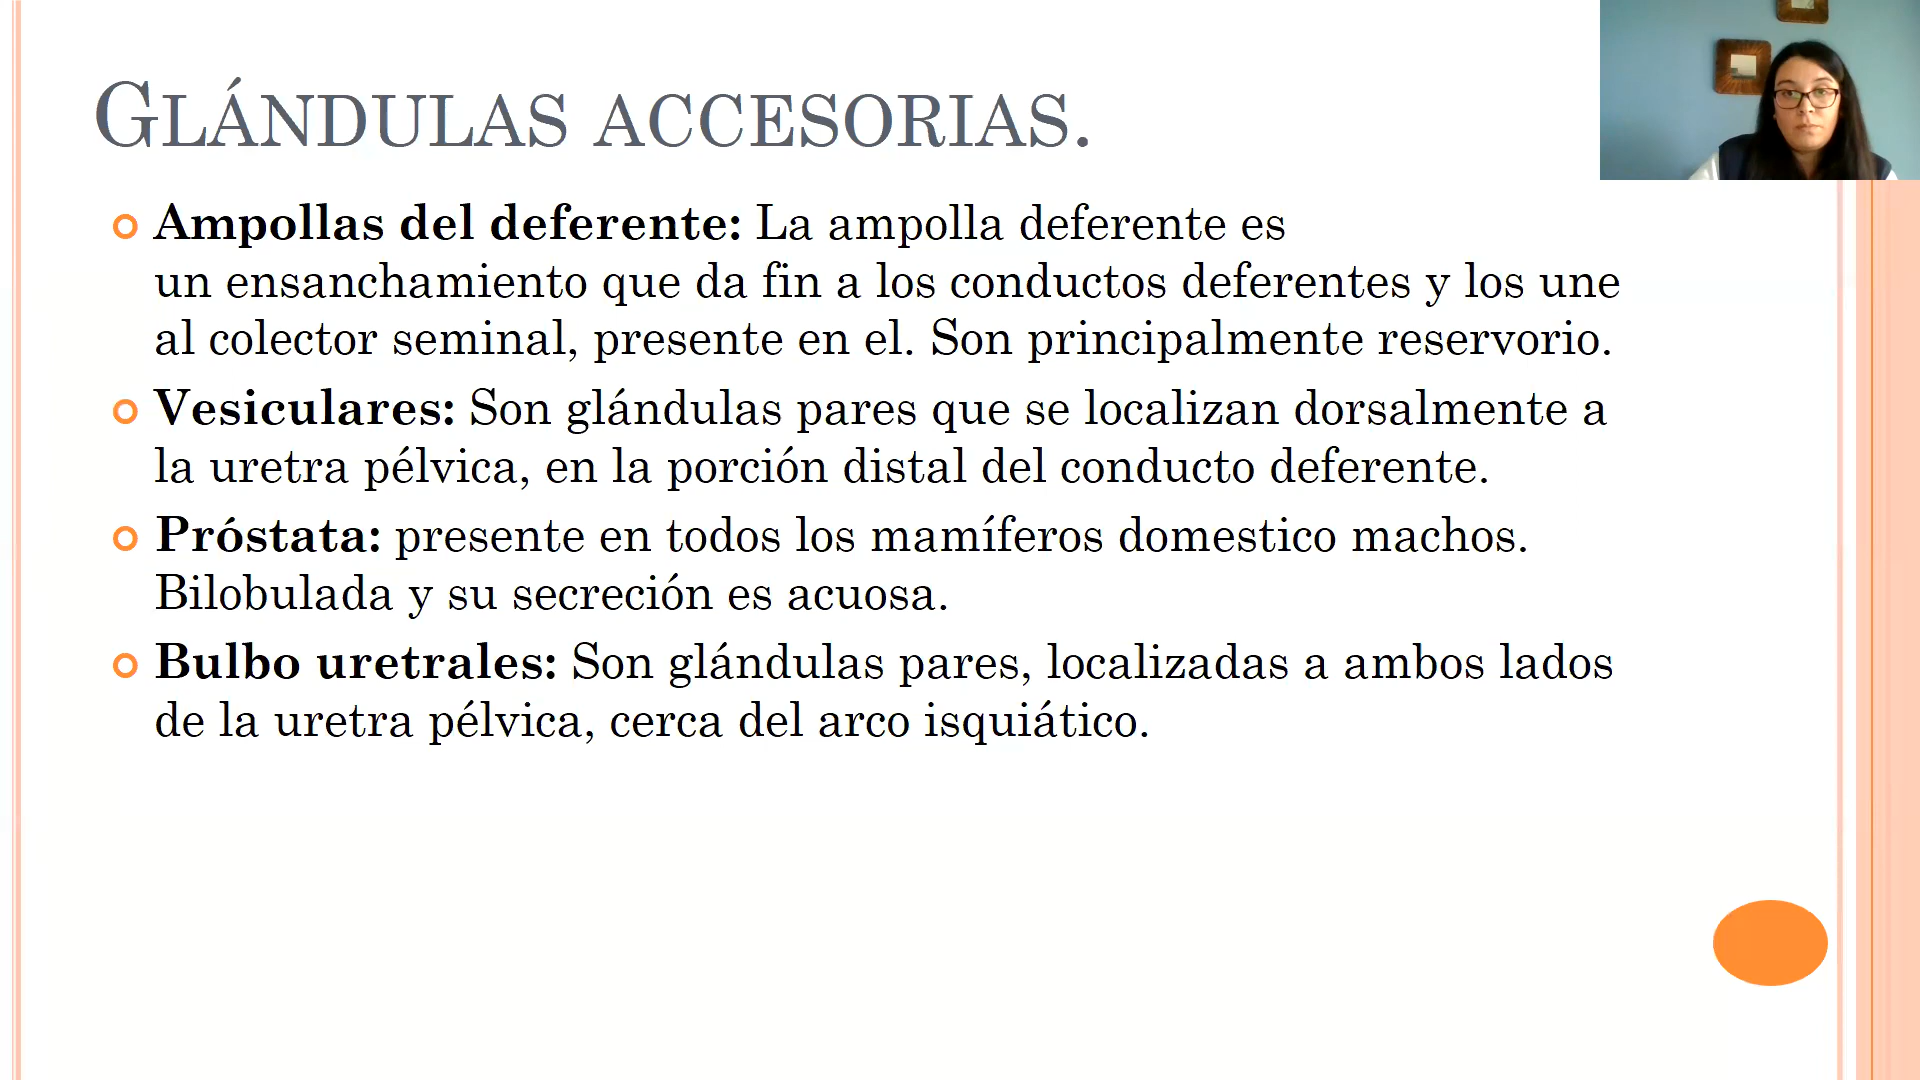 GLÁNDULAS ACCESORIAS.
Ampollas del deferente: La ampolla deferente es
un ensanchamiento que da fin a los conductos deferentes y los une
al colector seminal, presente en el. Son principalmente reservorio.
Vesiculares: Son glándulas pares que se localizan dorsalmente a
la uretra pélvica, en la porción distal del conducto deferente.
Próstata: presente en todos los mamíferos domestico machos.
Bilobulada y su secreción es acuosa.
Bulbo uretrales: Son glándulas pares, localizadas a ambos lados
de la uretra pélvica, cerca del arco isquiático.